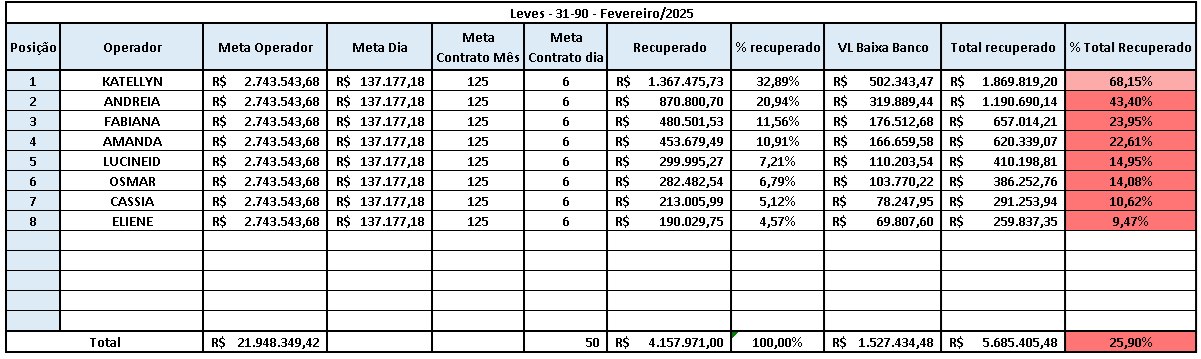 Leves - 31-90 - Fevereiro/2025
Posição Operador Meta Operador Meta Dia Meta Contrato Mês Meta Contrato dia Recuperado % recuperado VL Baixa Banco Total recuperado % Total Recuperado
1 KATELLYN R$ 2.743.543,68 R$ 137.177,18 125 6 R$ 1.367.475,73 32,89% R$ 502.343,47 R$ 1.869.819,20 68,15%
2 ANDREIA R$ 2.743.543,68 R$ 137.177,18 125 6 R$ 870.800,70 20,94% R$ 319.889,44 R$ 1.190.690,14 43,40%
3 FABIANA R$ 2.743.543,68 R$ 137.177,18 125 6 R$ 480.501,53 11,56% R$ 176.512,68 R$ 657.014,21 23,95%
4 AMANDA R$ 2.743.543,68 R$ 137.177,18 125 6 R$ 453.679,49 10,91% R$ 166.659,58 R$ 620.339,07 22,61%
5 LUCINEID R$ 2.743.543,68 R$ 137.177,18 125 6 R$ 299.995,27 7,21% R$ 110.203,54 R$ 410.198,81 14,95%
6 OSMAR R$ 2.743.543,68 R$ 137.177,18 125 6 R$ 282.482,54 6,79% R$ 103.770,22 R$ 386.252,76 14,08%
7 CASSIA R$ 2.743.543,68 R$ 137.177,18 125 6 R$ 213.005,99 5,12% R$ 78.247,95 R$ 291.253,94 10,62%
8 ELIENE R$ 2.743.543,68 R$ 137.177,18 125 6 R$ 190.029,75 4,57% R$ 69.807,60 R$ 259.837,35 9,47%
Total R$ 21.948.349,42 50 R$ 4.157.971,00 100,00% R$ 1.527.434,48 R$ 5.685.405,48 25,90%